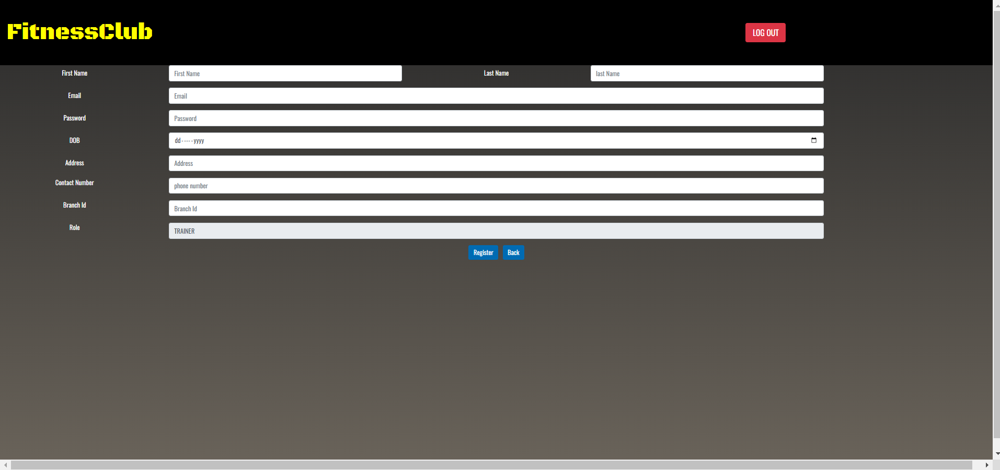 FitnessClub
LOG OUT
First Name First Name Last Name last Name
Email Email
Password Password
DOB dd-----yyyy
Address Address
Contact Number phone number
Branch Id Branch Id
Role TRAINER
Register Back